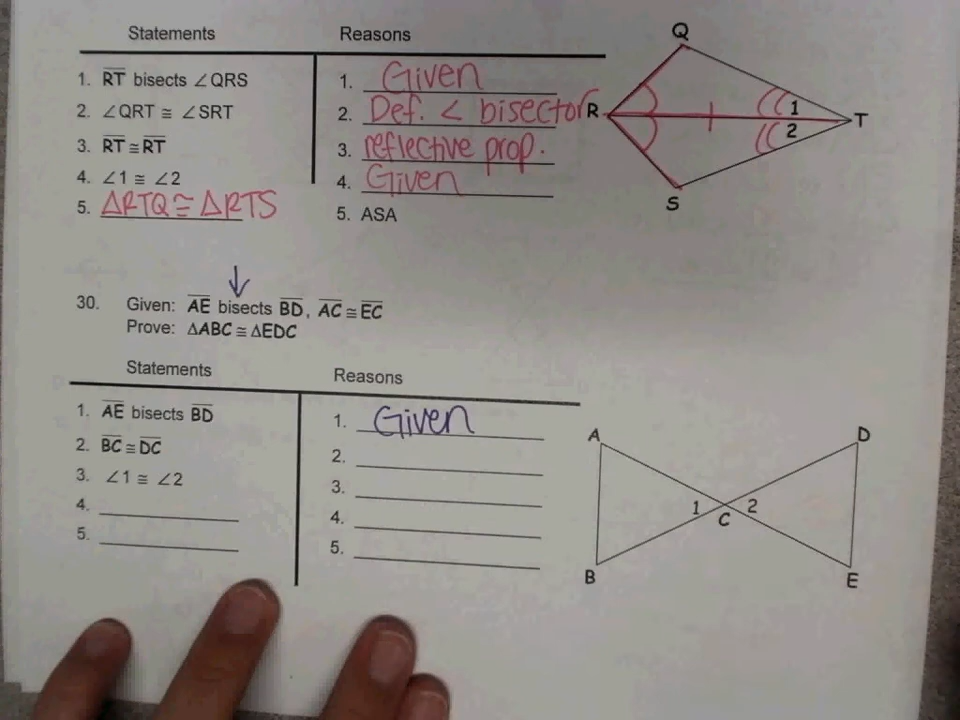 Statements Reasons
1. RT bisects ∠QRS 1. Given
2. ∠QRT ≅ ∠SRT 2. Def. < bisector
3. RT ≅ RT 3. reflective prop.
4. ∠1 ≅ ∠2 4. Given
5. △RTQ ≅ △RTS 5. ASA
Q
R
1
2
T
S
30. Given: AE bisects BD, AC ≅ EC
Prove: ΔABC ≅ ΔEDC
Statements Reasons
1. AE bisects BD 1. Given
2. BC ≅ DC 2.
3. ∠1 ≅ ∠2 3.
4. 4.
5. 5.
A D
1 C 2
B E